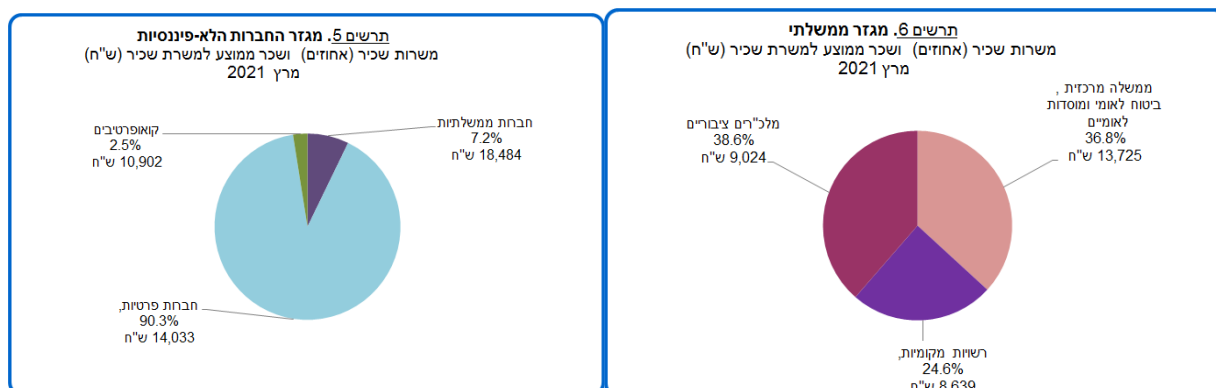 תרשים 5. מגזר החברות הלא-פיננסיות
משרות שכיר (אחוזים) ושכר ממוצע למשרת שכיר (ש"ח)
מרץ 2021
חברות ממשלתיות
7.2%
18,484 ש"ח
קואופרטיבים
2.5%
10,902 ש"ח
חברות פרטיות,
90.3%
14,033 ש"ח
תרשים 6. מגזר ממשלתי
משרות שכיר (אחוזים) ושכר ממוצע למשרת שכיר (ש"ח)
מרץ 2021
ממשלה מרכזית ,
ביטוח לאומי ומוסדות
לאומיים
36.8%
13,725 ש"ח
מלכ"רים ציבוריים
38.6%
9,024 ש"ח
רשויות מקומיות,
24.6%
8,639 ש"ח